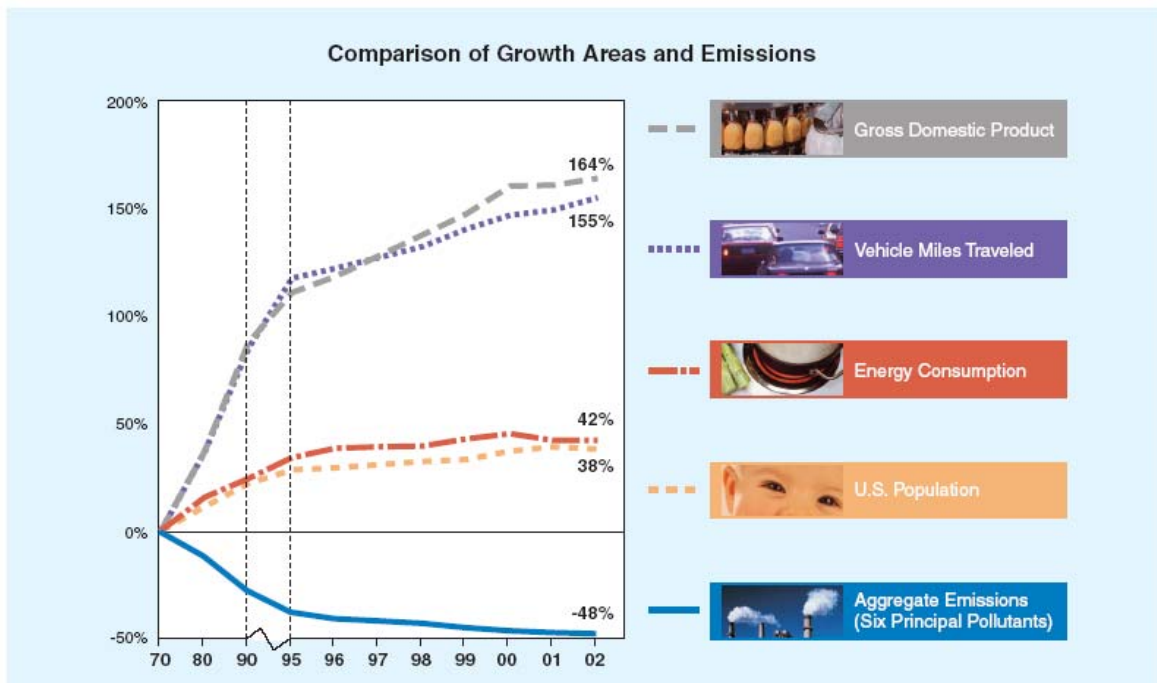 Comparison of Growth Areas and Emissions
200%
150%
100%
50%
0%
-50%
164%
155%
42%
38%
-48%
70 80 90 95 96 97 98 99 00 01 02
Gross Domestic Product
Vehicle Miles Traveled
Energy Consumption
U.S. Population
Aggregate Emissions
(Six Principal Pollutants)